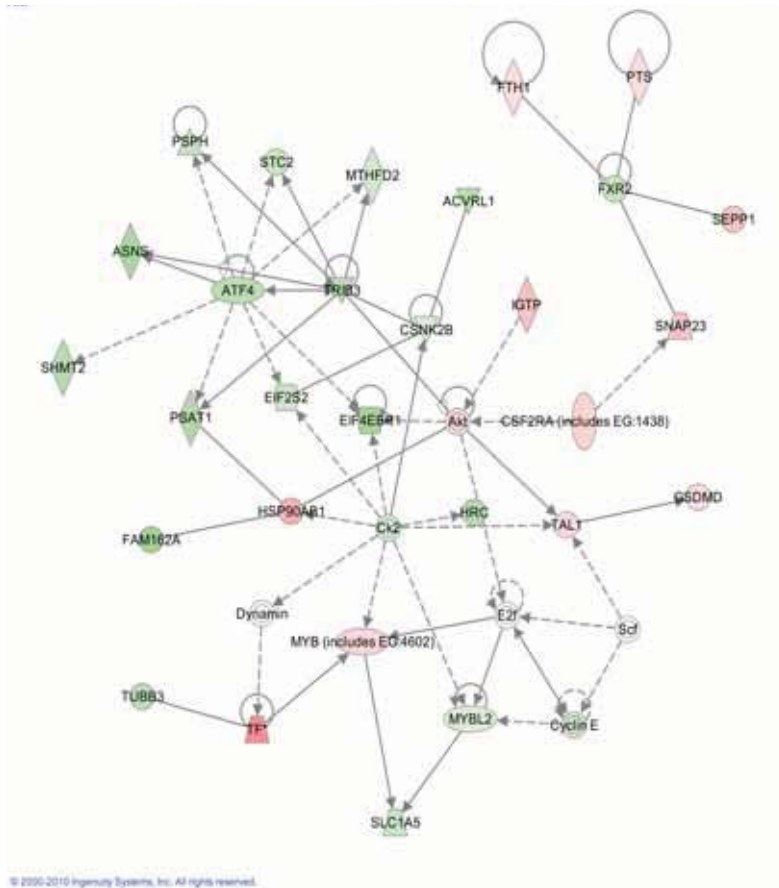 FTH1
PTS
PSPH
STC2
MTHFD2
FXR2
ACVRL1
SEPP1
ASNS
ATF4
TRIB3
IGTP
CSNK2B
SNAP23
SHMT2
EIF2S2
PSAT1
EIF4EBP1
Akt
CSF2RA (includes EG:1438)
GSDMD
HSP90AB1
HRC
TAL1
Ck2
FAM162A
Dynamin
E2f
Scf
MYB (includes EG:4602)
TUBB3
TF*
MYBL2
Cyclin E
SLC1A5
© 2000-2010 Ingenuity Systems, Inc. All rights reserved.